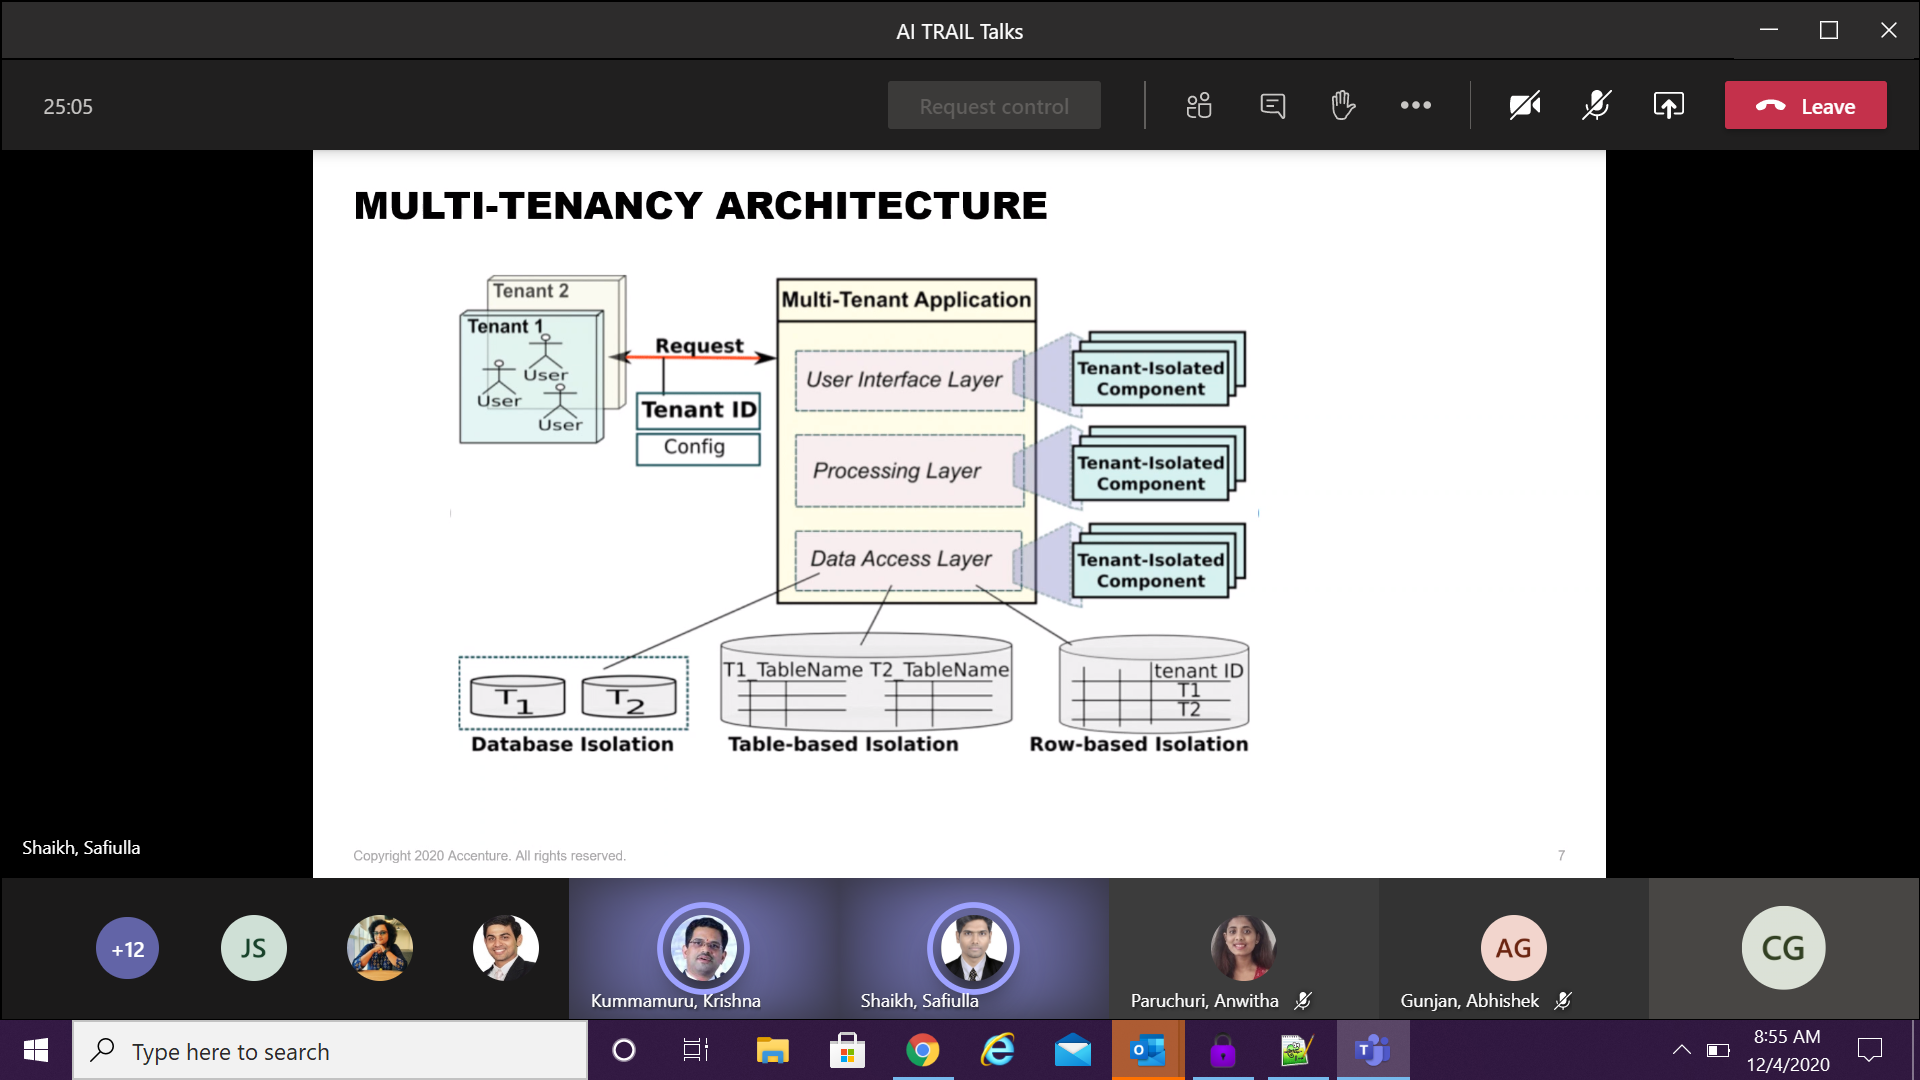 AI TRAIL Talks
25:05
Request control
Leave
MULTI-TENANCY ARCHITECTURE
Tenant 2
Tenant 1
User
User
User
Request
Tenant ID
Config
Multi-Tenant Application
User Interface Layer
Processing Layer
Data Access Layer
Tenant-Isolated
Component
Tenant-Isolated
Component
Tenant-Isolated
Component
T1
T2
Database Isolation
T1_TableName T2_TableName
Table-based Isolation
tenant ID
T1
T2
Row-based Isolation
Shaikh, Safiulla
Copyright 2020 Accenture. All rights reserved.
7
+12
JS
Kummamuru, Krishna
Shaikh, Safiulla
Paruchuri, Anwitha
AG
Gunjan, Abhishek
CG
Type here to search
8:55 AM
12/4/2020